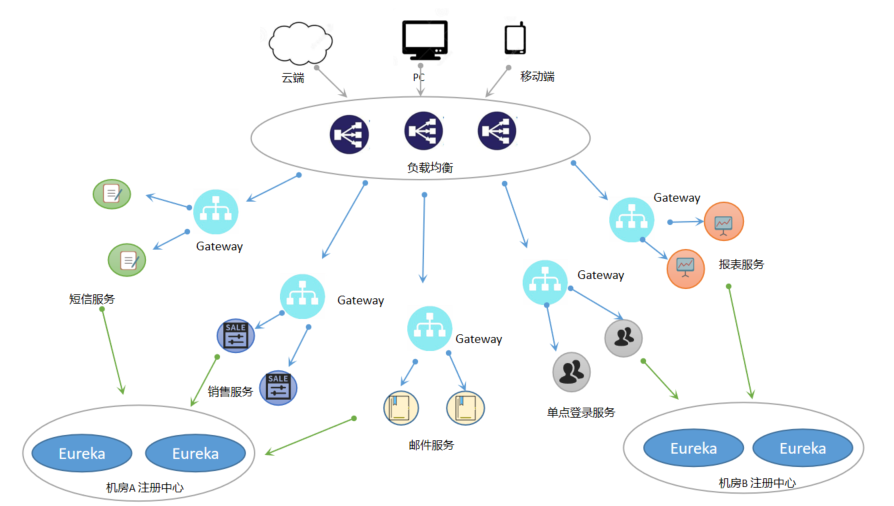 云端
PC
移动端
负载均衡
Gateway
Gateway
短信服务
Gateway
报表服务
Gateway
Gateway
SALE
SALE
销售服务
邮件服务
单点登录服务
Eureka
Eureka
机房A 注册中心
Eureka
Eureka
机房B 注册中心